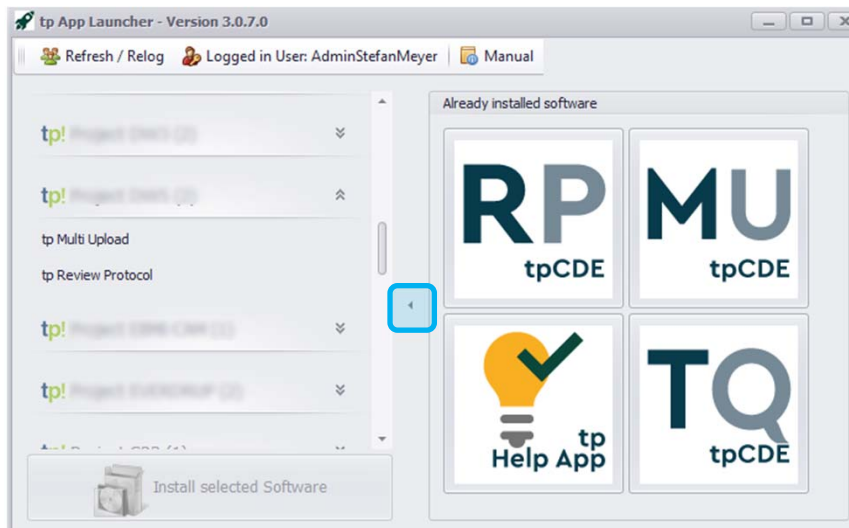 tp App Launcher - Version 3.0.7.0
Refresh / Relog Logged in User: AdminStefanMeyer Manual
Already installed software
tp!
tp!
tp Multi Upload
tp Review Protocol
tp!
tp!
Install selected Software
RP
tpCDE
MU
tpCDE
tp
Help App
TQ
tpCDE